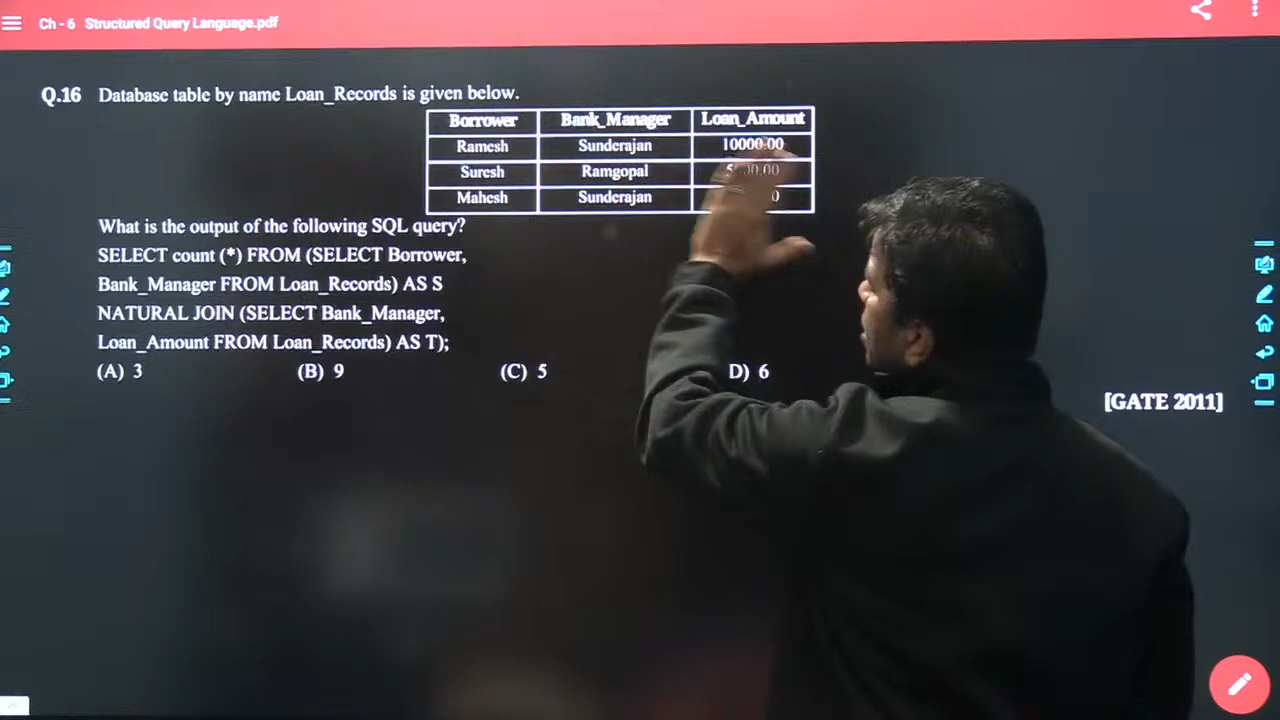 Ch - 6 Structured Query Language.pdf
Q.16 Database table by name Loan_Records is given below.
Borrower Bank_Manager Loan_Amount
Ramesh Sunderajan 10000.00
Suresh Ramgopal
Mahesh Sunderajan
What is the output of the following SQL query?
SELECT count (*) FROM (SELECT Borrower,
Bank_Manager FROM Loan_Records) AS S
NATURAL JOIN (SELECT Bank_Manager,
Loan_Amount FROM Loan_Records) AS T);
(A) 3 (B) 9 (C) 5 D) 6
[GATE 2011]